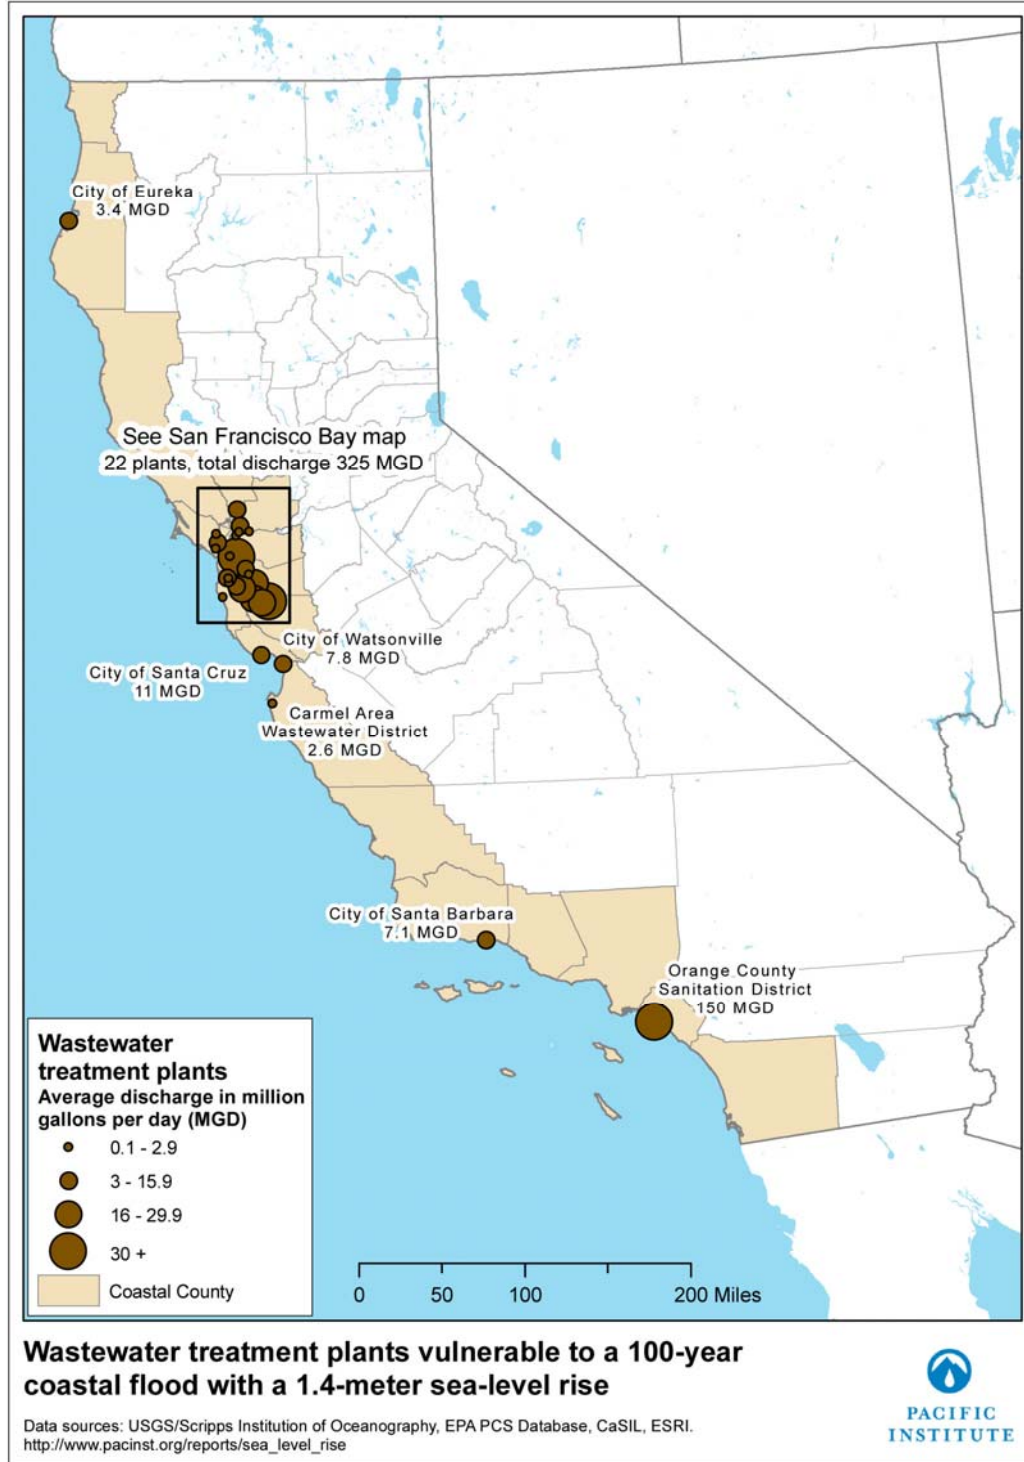 City of Eureka
3.4 MGD
See San Francisco Bay map
22 plants, total discharge 325 MGD
City of Watsonville
7.8 MGD
City of Santa Cruz
11 MGD
Carmel Area
Wastewater District
2.6 MGD
City of Santa Barbara
7.1 MGD
Orange County
Sanitation District
150 MGD
Wastewater
treatment plants
Average discharge in million
gallons per day (MGD)
0.1 - 2.9
3 - 15.9
16 - 29.9
30 +
Coastal County
0 50 100 200 Miles
Wastewater treatment plants vulnerable to a 100-year
coastal flood with a 1.4-meter sea-level rise
Data sources: USGS/Scripps Institution of Oceanography, EPA PCS Database, CaSIL, ESRI.
http://www.pacinst.org/reports/sea_level_rise
PACIFIC
INSTITUTE